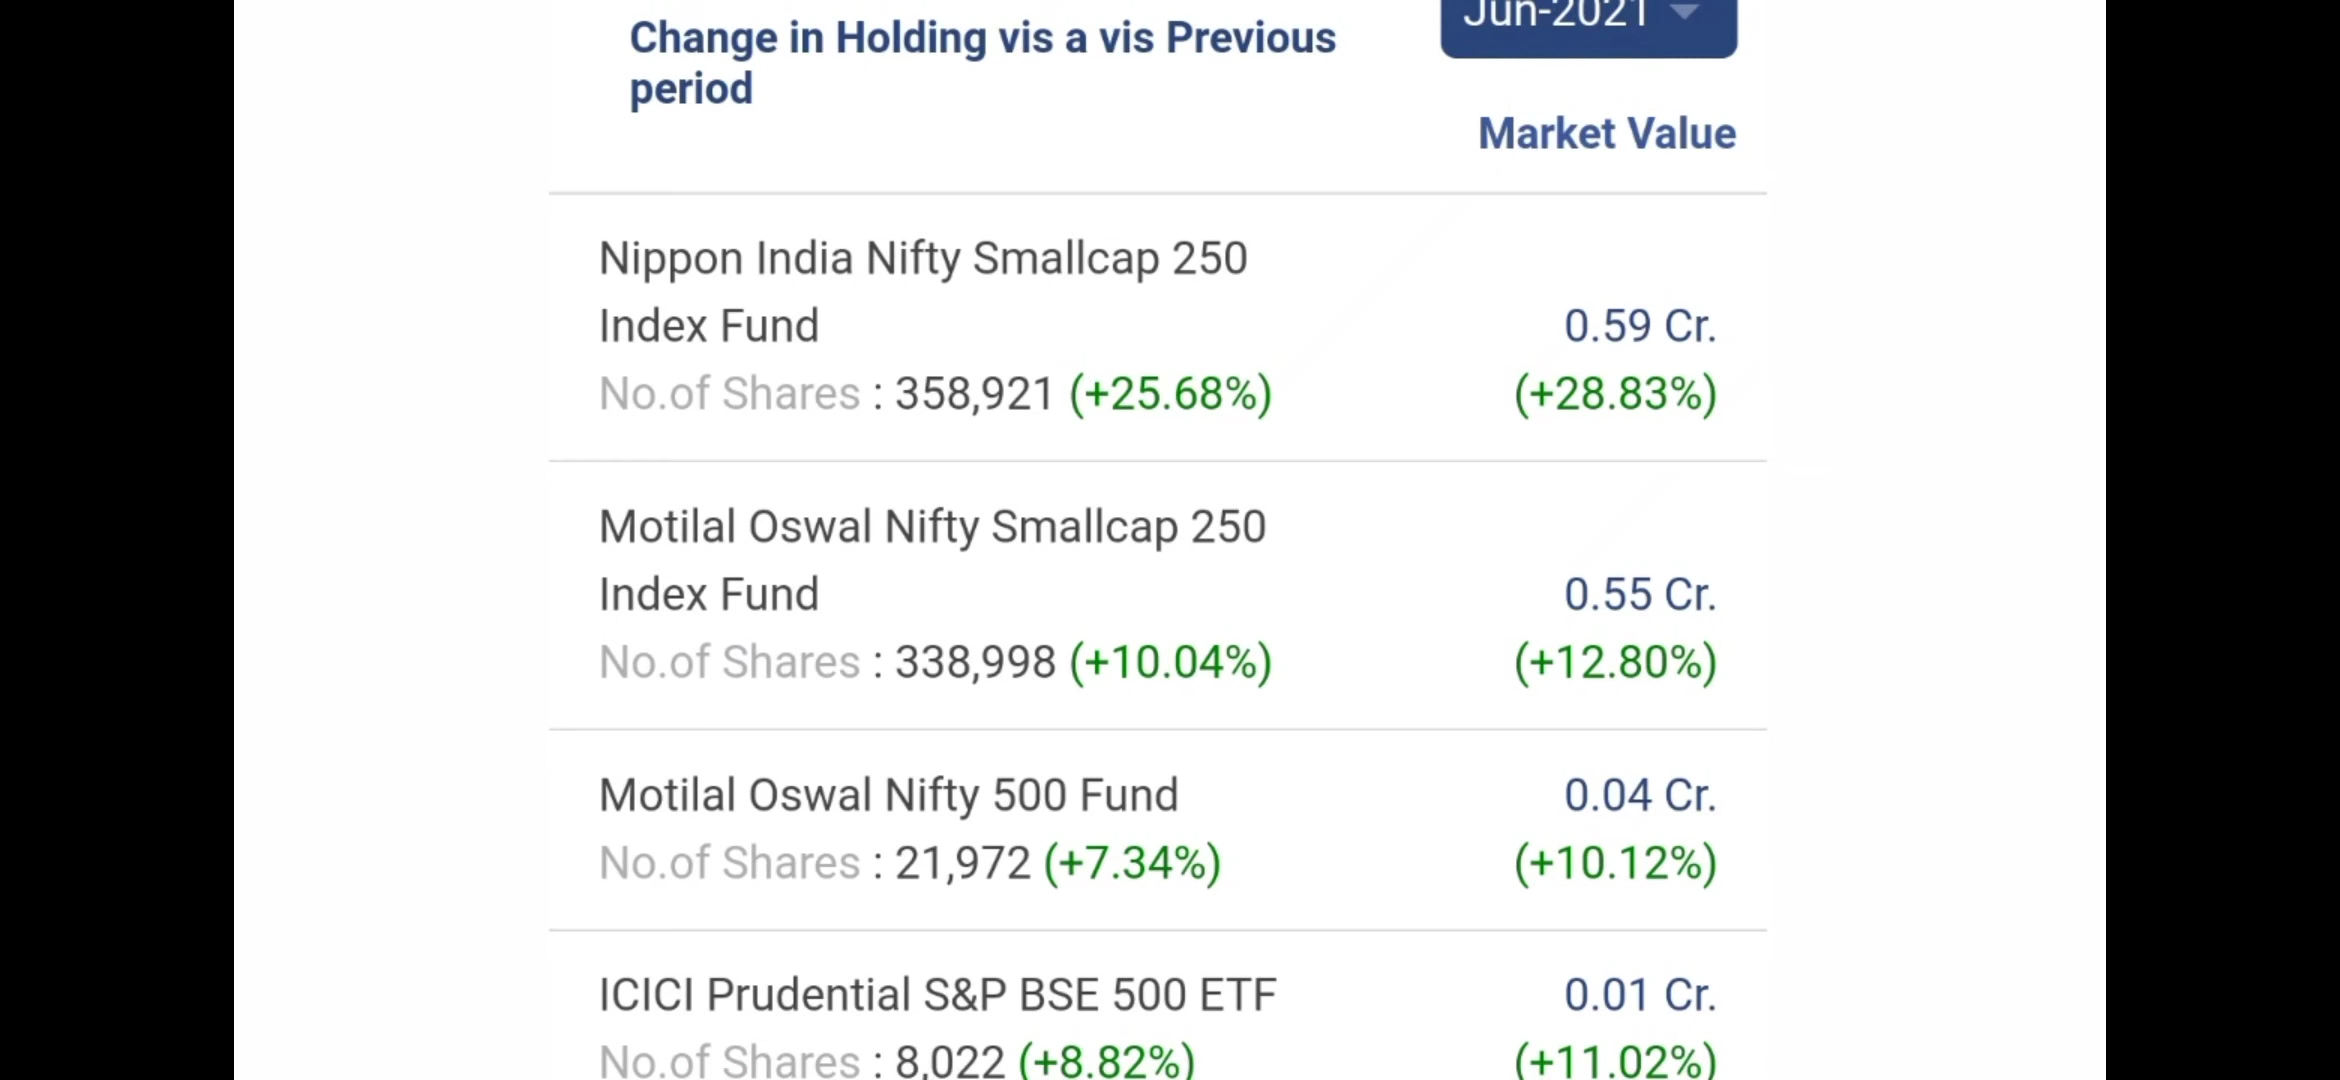 Change in Holding vis a vis Previous
period
Jun-2021
Market Value
Nippon India Nifty Smallcap 250
Index Fund
0.59 Cr.
No.of Shares : 358,921 (+25.68%)
(+28.83%)
Motilal Oswal Nifty Smallcap 250
Index Fund
0.55 Cr.
No.of Shares : 338,998 (+10.04%)
(+12.80%)
Motilal Oswal Nifty 500 Fund
0.04 Cr.
No.of Shares : 21,972 (+7.34%)
(+10.12%)
ICICI Prudential S&P BSE 500 ETF
0.01 Cr.
No.of Shares : 8,022 (+8.82%)
(+11.02%)